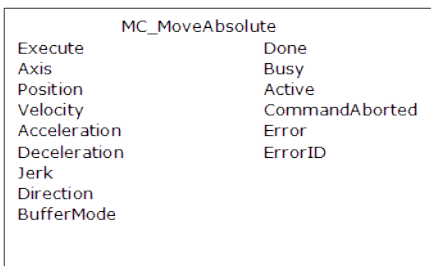 MC_MoveAbsolute
Execute Done
Axis Busy
Position Active
Velocity CommandAborted
Acceleration Error
Deceleration ErrorID
Jerk
Direction
BufferMode